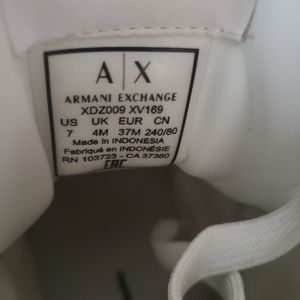 A|X
ARMANI EXCHANGE
XDZ009 XV169
US UK EUR CN
7 4M 37M 240/80
Made in INDONESIA
Fabriqué en INDONÉSIE
RN 103723 - CA 37360
EAC